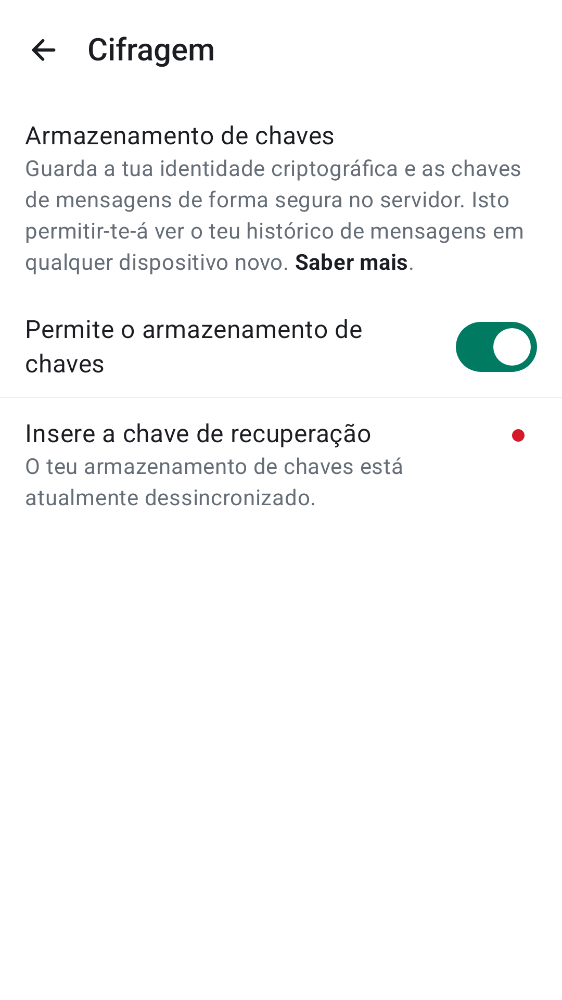 Cifragem
Armazenamento de chaves
Guarda a tua identidade criptográfica e as chaves
de mensagens de forma segura no servidor. Isto
permitir-te-á ver o teu histórico de mensagens em
qualquer dispositivo novo. Saber mais.
Permite o armazenamento de
chaves
Insere a chave de recuperação
O teu armazenamento de chaves está
atualmente dessincronizado.